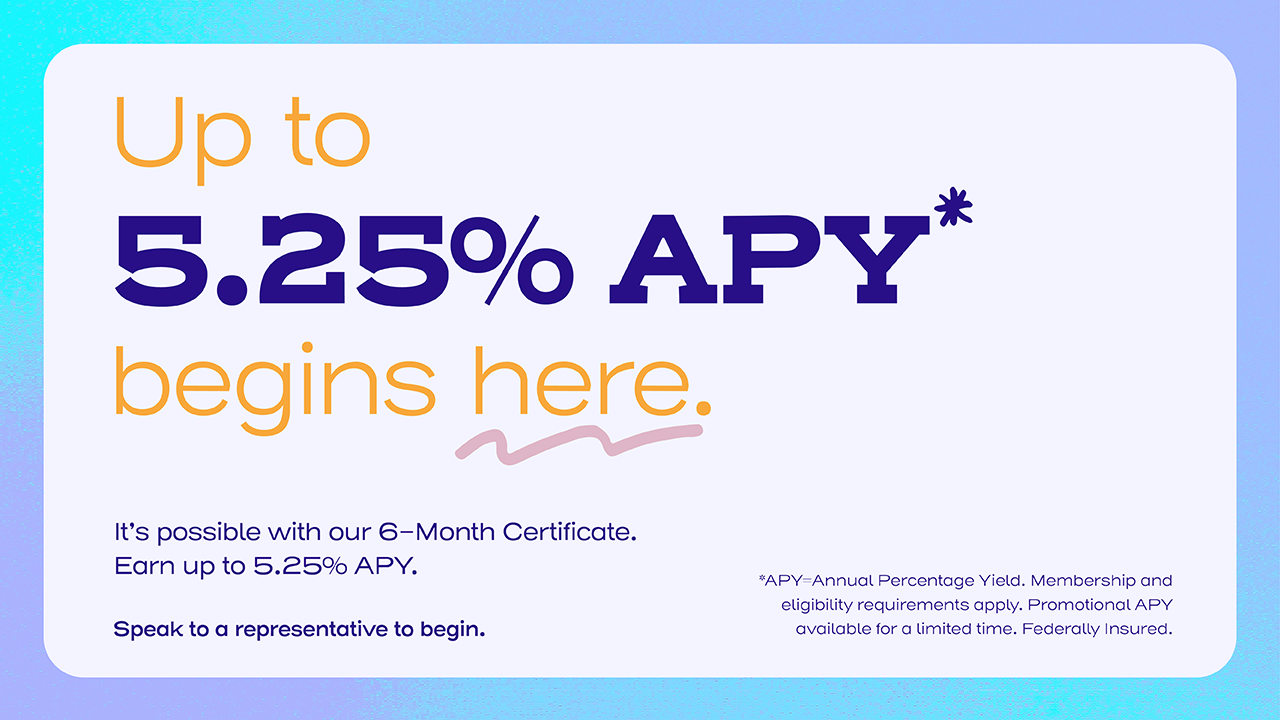 Up to
5.25% APY*
begins here.
It's possible with our 6-Month Certificate.
Earn up to 5.25% APY.
Speak to a representative to begin.
*APY=Annual Percentage Yield. Membership and
eligibility requirements apply. Promotional APY
available for a limited time. Federally Insured.